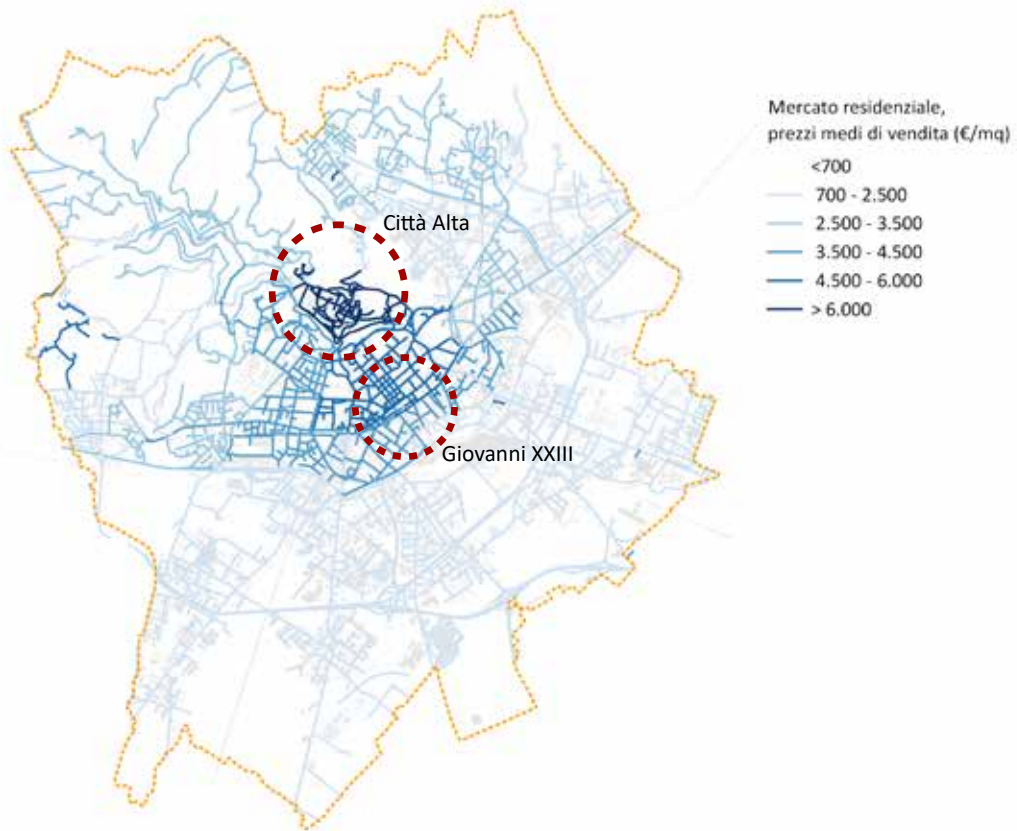 Mercato residenziale,
prezzi medi di vendita (€/mq)
<700
700 - 2.500
2.500 - 3.500
3.500 - 4.500
4.500 - 6.000
> 6.000
Città Alta
Giovanni XXIII